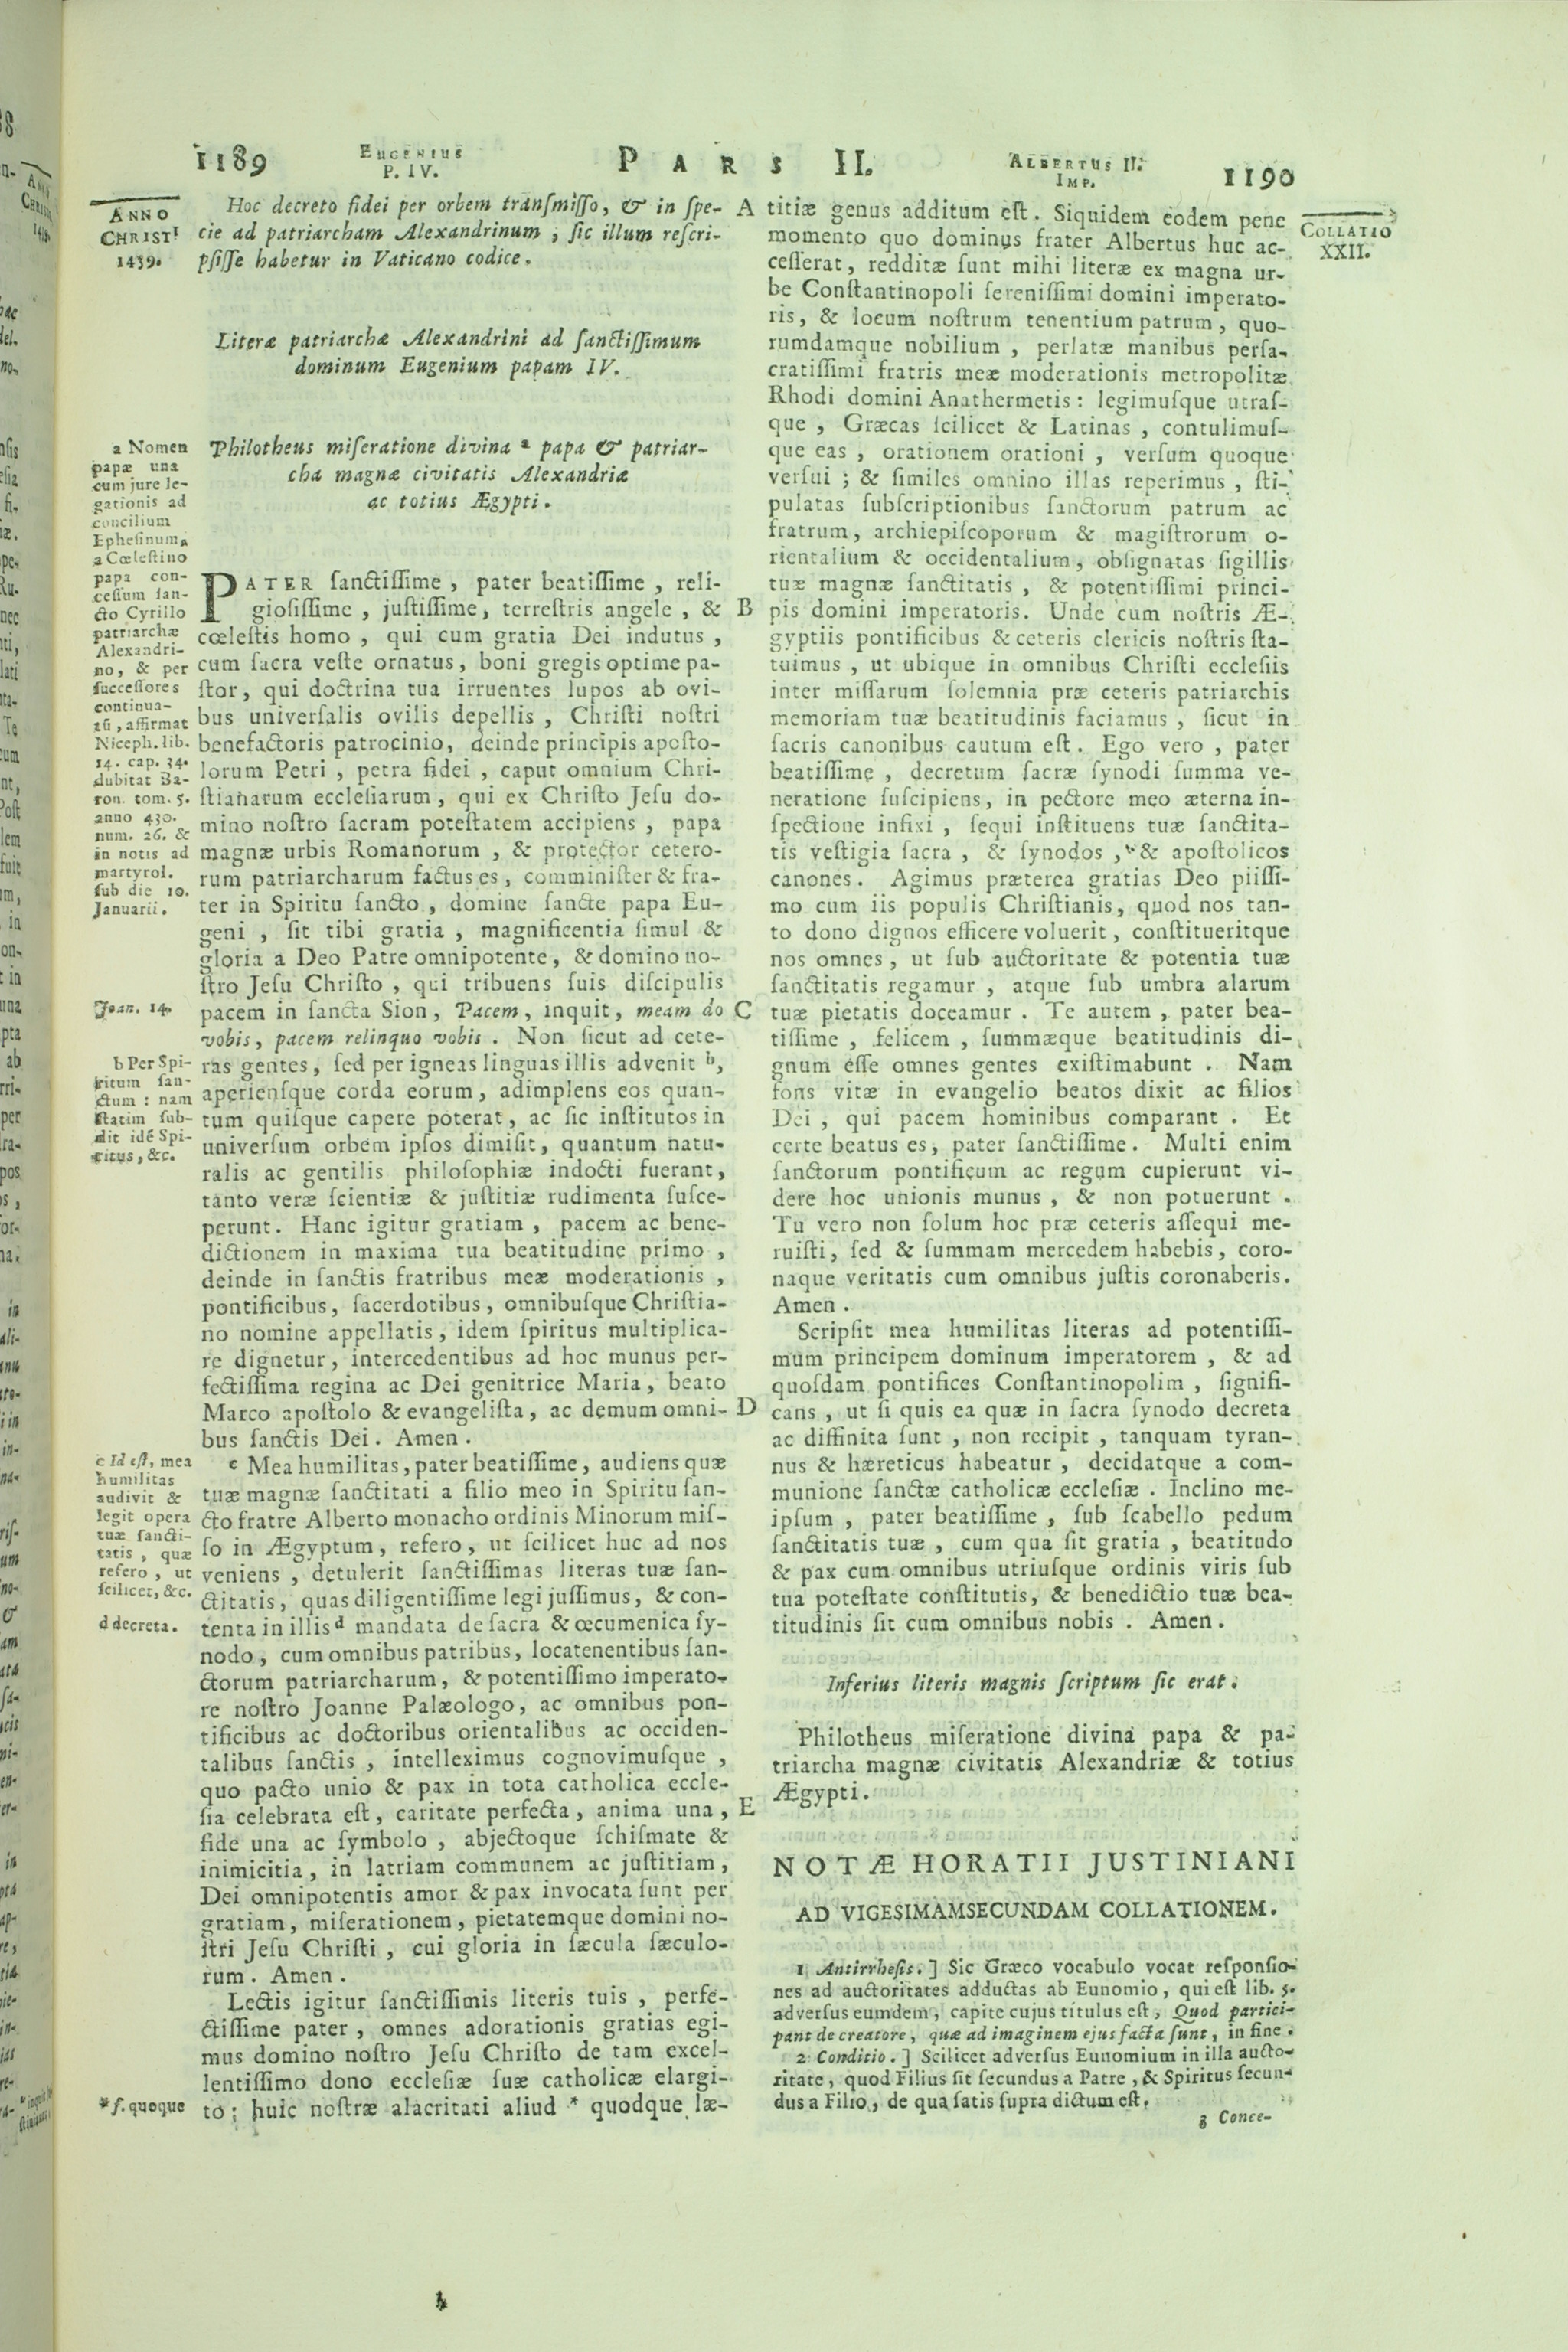 1189 EUGENIUS P. IV. PARS II. ALBERTUS II. IMP. 1190
ANNO
CHRISTI
1439.
Hoc decreto fidei per orbem tranſmiſſo, & in ſpe-
cie ad patriarcham Alexandrinum, ſic illum reſcri-
pſiſſe habetur in Vaticano codice.
Literæ patriarchæ Alexandrini ad ſanctiſſimum
dominum Eugenium papam IV.
Philotheus miſeratione divina a papa & patriar-
cha magnæ civitatis Alexandriæ
ac totius Ægypti.
a Nomen
papæ una
cum jure le-
gationis ad
concilium
Epheſinum,
a Cœleſtino
papa con-
ceſſum ſan-
cto Cyrillo
patriarchæ
Alexandri-
no, & per
ſucceſſores
continua-
tū, affirmat
Niceph. lib.
14. cap. 34.
dubitat Ba-
ron. tom. 5.
anno 430.
num. 26. &
in notis ad
martyrol.
ſub die 10.
Januarii.
PATER ſanctiſſime, pater beatiſſime, reli-
gioſiſſime, juſtiſſime, terreſtris angele, &
cœleſtis homo, qui cum gratia Dei indutus,
cum ſacra veſte ornatus, boni gregis optime pa-
ſtor, qui doctrina tua irruentes lupos ab ovi-
bus univerſalis ovilis depellis, Chriſti noſtri
benefactoris patrocinio, deinde principis apoſto-
lorum Petri, petra fidei, caput omnium Chri-
ſtianarum eccleſiarum, qui ex Chriſto Jeſu do-
mino noſtro ſacram poteſtatem accipiens, papa
magnæ urbis Romanorum, & protector cetero-
rum patriarcharum factus es, comminiſter & fra-
ter in Spiritu ſancto, domine ſancte papa Eu-
geni, ſit tibi gratia, magnificentia ſimul &
gloria a Deo Patre omnipotente, & domino no-
ſtro Jeſu Chriſto, qui tribuens ſuis diſcipulis
pacem in ſancta Sion, Pacem, inquit, meam do
vobis, pacem relinquo vobis. Non ſicut ad cete-
ras gentes, ſed per igneas linguas illis advenit b,
aperienſque corda eorum, adimplens eos quan-
tum quiſque capere poterat, ac ſic inſtitutos in
univerſum orbem ipſos dimiſit, quantum natu-
ralis ac gentilis philoſophiæ indocti fuerant,
tanto veræ ſcientiæ & juſtitiæ rudimenta ſuſce-
perunt. Hanc igitur gratiam, pacem ac bene-
dictionem in maxima tua beatitudine primo,
deinde in ſanctis fratribus meæ moderationis,
pontificibus, ſacerdotibus, omnibuſque Chriſtia-
no nomine appellatis, idem ſpiritus multiplica-
re dignetur, intercedentibus ad hoc munus per-
fectiſſima regina ac Dei genitrice Maria, beato
Marco apoſtolo & evangeliſta, ac demum omni-
bus ſanctis Dei. Amen.
Joan. 14.
b Per Spi-
ritum ſan-
ctum: nam
ſtatim ſub-
dit idē Spi-
ritus, &c.
c Mea humilitas, pater beatiſſime, audiens quæ
tuæ magnæ ſanctitati a filio meo in Spiritu ſan-
cto fratre Alberto monacho ordinis Minorum miſ-
ſo in Ægyptum, refero, ut ſcilicet huc ad nos
veniens, detulerit ſanctiſſimas literas tuæ ſan-
ctitatis, quas diligentiſſime legi juſſimus, & con-
tenta in illis d mandata de ſacra & œcumenica ſy-
nodo, cum omnibus patribus, locatenentibus ſan-
ctorum patriarcharum, & potentiſſimo imperato-
re noſtro Joanne Palæologo, ac omnibus pon-
tificibus ac doctoribus orientalibus ac occiden-
talibus ſanctis, intelleximus cognovimuſque,
quo pacto unio & pax in tota catholica eccle-
ſia celebrata eſt, caritate perfecta, anima una,
fide una ac ſymbolo, abjectoque ſchiſmate &
inimicitia, in latriam communem ac juſtitiam,
Dei omnipotentis amor & pax invocata ſunt per
gratiam, miſerationem, pietatemque domini no-
ſtri Jeſu Chriſti, cui gloria in ſæcula ſæculo-
rum. Amen.
c Id eſt, mea
humilitas
audivit &
legit opera
tuæ ſancti-
tatis, quæ
refero, ut
ſcilicet, &c.
d decreta.
Lectis igitur ſanctiſſimis literis tuis, perfe-
ctiſſime pater, omnes adorationis gratias egi-
mus domino noſtro Jeſu Chriſto de tam excel-
lentiſſimo dono eccleſiæ ſuæ catholicæ elargi-
to; huic noſtræ alacritati aliud * quodque læ-
* f. quoque
A
B
C
D
E
COLLATIO
XXII.
titiæ genus additum eſt. Siquidem eodem pene
momento quo dominus frater Albertus huc ac-
ceſſerat, redditæ ſunt mihi literæ ex magna ur-
be Conſtantinopoli ſereniſſimi domini imperato-
ris, & locum noſtrum tenentium patrum, quo-
rumdamque nobilium, perlatæ manibus perſa-
cratiſſimi fratris meæ moderationis metropolitæ
Rhodi domini Anathermetis: legimuſque utraſ-
que, Græcas ſcilicet & Latinas, contulimuſ-
que eas, orationem orationi, verſum quoque
verſui; & ſimiles omnino illas reperimus, ſti-
pulatas ſubſcriptionibus ſanctorum patrum ac
fratrum, archiepiſcoporum & magiſtrorum o-
rientalium & occidentalium, obſignatas ſigillis
tuæ magnæ ſanctitatis, & potentiſſimi princi-
pis domini imperatoris. Unde cum noſtris Æ-
gyptiis pontificibus & ceteris clericis noſtris ſta-
tuimus, ut ubique in omnibus Chriſti eccleſiis
inter miſſarum ſolemnia præ ceteris patriarchis
memoriam tuæ beatitudinis faciamus, ſicut in
ſacris canonibus cautum eſt. Ego vero, pater
beatiſſime, decretum ſacræ ſynodi ſumma ve-
neratione ſuſcipiens, in pectore meo æterna in-
ſpectione infixi, ſequi inſtituens tuæ ſanctita-
tis veſtigia ſacra, & ſynodos, & apoſtolicos
canones. Agimus præterea gratias Deo piiſſi-
mo cum iis populis Chriſtianis, quod nos tan-
to dono dignos efficere voluerit, conſtitueritque
nos omnes, ut ſub auctoritate & potentia tuæ
ſanctitatis regamur, atque ſub umbra alarum
tuæ pietatis doceamur. Te autem, pater bea-
tiſſime, felicem, ſummæque beatitudinis di-
gnum eſſe omnes gentes exiſtimabunt. Nam
fons vitæ in evangelio beatos dixit ac filios
Dei, qui pacem hominibus comparant. Et
certe beatus es, pater ſanctiſſime. Multi enim
ſanctorum pontificum ac regum cupierunt vi-
dere hoc unionis munus, & non potuerunt.
Tu vero non ſolum hoc præ ceteris aſſequi me-
ruiſti, ſed & ſummam mercedem habebis, coro-
naque veritatis cum omnibus juſtis coronaberis.
Amen.
Scripſit mea humilitas literas ad potentiſſi-
mum principem dominum imperatorem, & ad
quoſdam pontifices Conſtantinopolim, ſignifi-
cans, ut ſi quis ea quæ in ſacra ſynodo decreta
ac diffinita ſunt, non recipit, tanquam tyran-
nus & hæreticus habeatur, decidatque a com-
munione ſanctæ catholicæ eccleſiæ. Inclino me-
ipſum, pater beatiſſime, ſub ſcabello pedum
ſanctitatis tuæ, cum qua ſit gratia, beatitudo
& pax cum omnibus utriuſque ordinis viris ſub
tua poteſtate conſtitutis, & benedictio tuæ bea-
titudinis ſit cum omnibus nobis. Amen.
Inferius literis magnis ſcriptum ſic erat.
Philotheus miſeratione divina papa & pa-
triarcha magnæ civitatis Alexandriæ & totius
Ægypti.
NOTÆ HORATII JUSTINIANI
AD VIGESIMAMSECUNDAM COLLATIONEM.
1 Antirrheſis.] Sic Græco vocabulo vocat reſponſio-
nes ad auctoritates adductas ab Eunomio, qui eſt lib. 5.
adverſus eumdem, capite cujus titulus eſt, Quod partici-
pant de creatore, quæ ad imaginem ejus facta ſunt, in fine.
2 Conditio.] Scilicet adverſus Eunomium in illa aucto-
ritate, quod Filius ſit ſecundus a Patre, & Spiritus ſecun-
dus a Filio, de qua ſatis ſupra dictum eſt.
3 Conce-